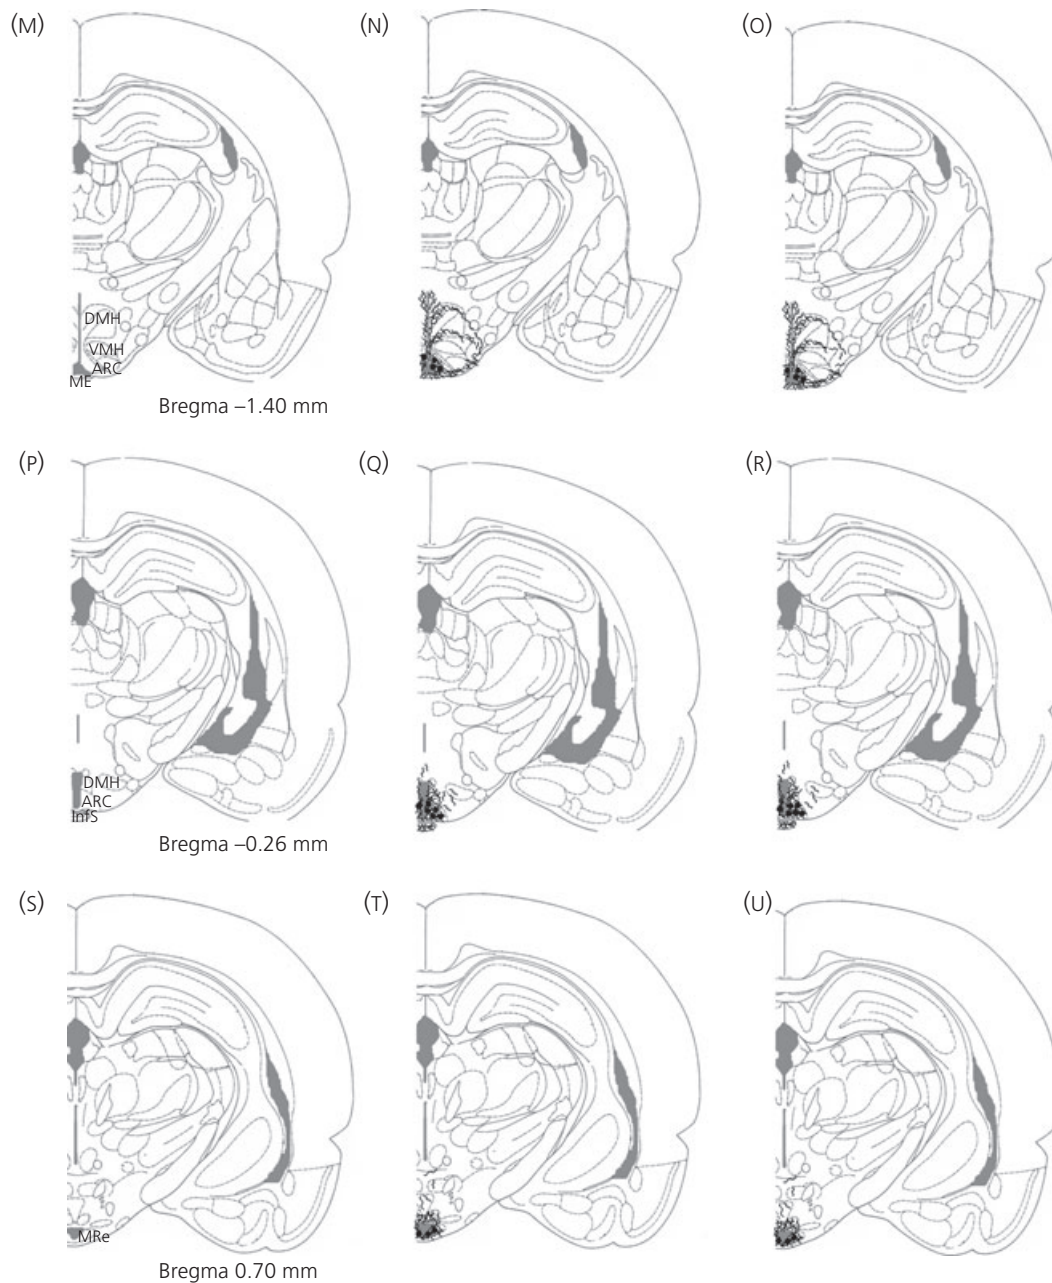 (M) (N) (O)
DMH
VMH
ARC
ME
Bregma –1.40 mm
(P) (Q) (R)
DMH
ARC
InfS
Bregma –0.26 mm
(S) (T) (U)
MRe
Bregma 0.70 mm